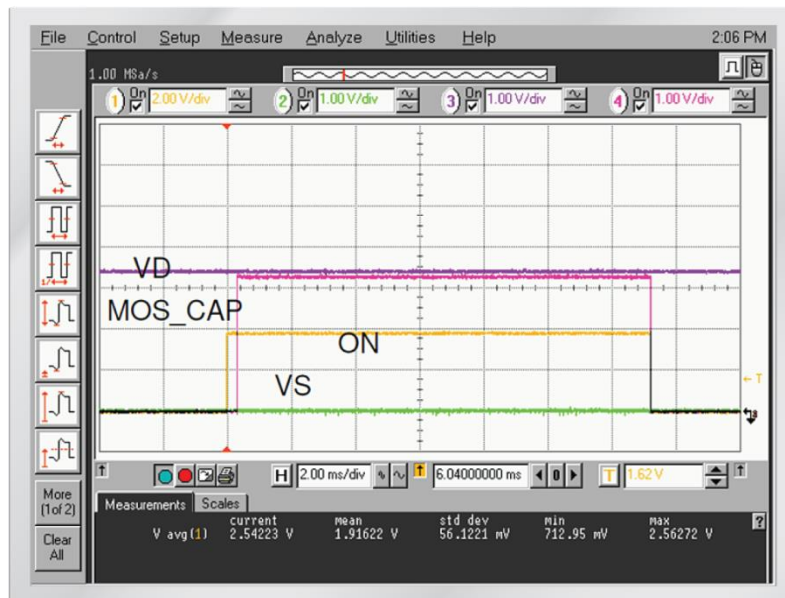 File Control Setup Measure Analyze Utilities Help 2:06 PM
1.00 MSa/s
1 On 2.00 V/div 2 On 1.00 V/div 3 On 1.00 V/div 4 On 1.00 V/div
VD
MOS_CAP
ON
VS
T
H 2.00 ms/div 6.04000000 ms 0 T 1.62 V
More
(1 of 2)
Clear
All
Measurements Scales
current mean std dev min max
V avg(1) 2.54223 V 1.91622 V 56.1221 mV 712.95 mV 2.56272 V
?